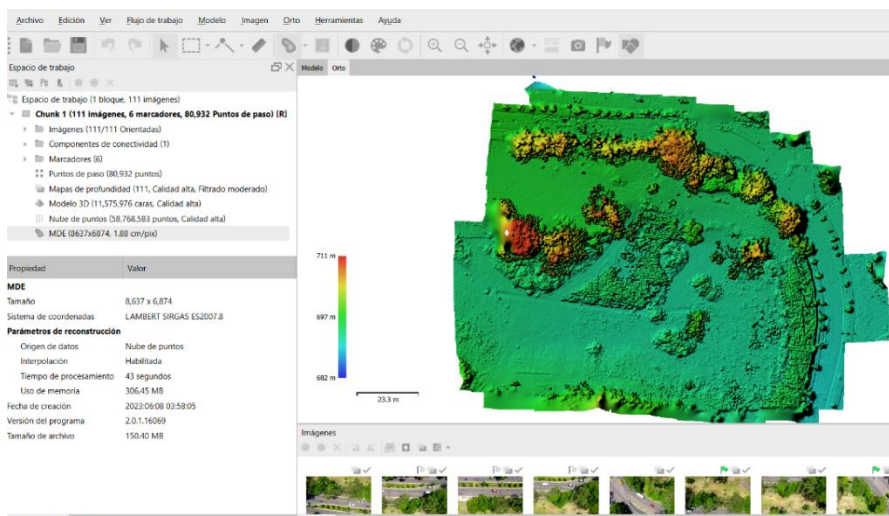 Archivo Edición Ver Flujo de trabajo Modelo Imagen Orto Herramientas Ayuda
Espacio de trabajo
Espacio de trabajo (1 bloque, 111 imágenes)
Chunk 1 (111 imágenes, 6 marcadores, 80,932 Puntos de paso) [R]
Imágenes (111/111 Orientadas)
Componentes de conectividad (1)
Marcadores (6)
Puntos de paso (80,932 puntos)
Mapas de profundidad (111, Calidad alta, Filtrado moderado)
Modelo 3D (11,575,976 caras, Calidad alta)
Nube de puntos (58,768,583 puntos, Calidad alta)
MDE (8637x6874, 1.88 cm/pix)
Propiedad Valor
MDE
Tamaño 8,637 x 6,874
Sistema de coordenadas LAMBERT SIRGAS ES2007.8
Parámetros de reconstrucción
Origen de datos Nube de puntos
Interpolación Habilitada
Tiempo de procesamiento 43 segundos
Uso de memoria 306.45 MB
Fecha de creación 2023:06:08 03:58:05
Versión del programa 2.0.1.16069
Tamaño de archivo 150.40 MB
Modelo Orto
711 m
697 m
682 m
23.3 m
Imágenes